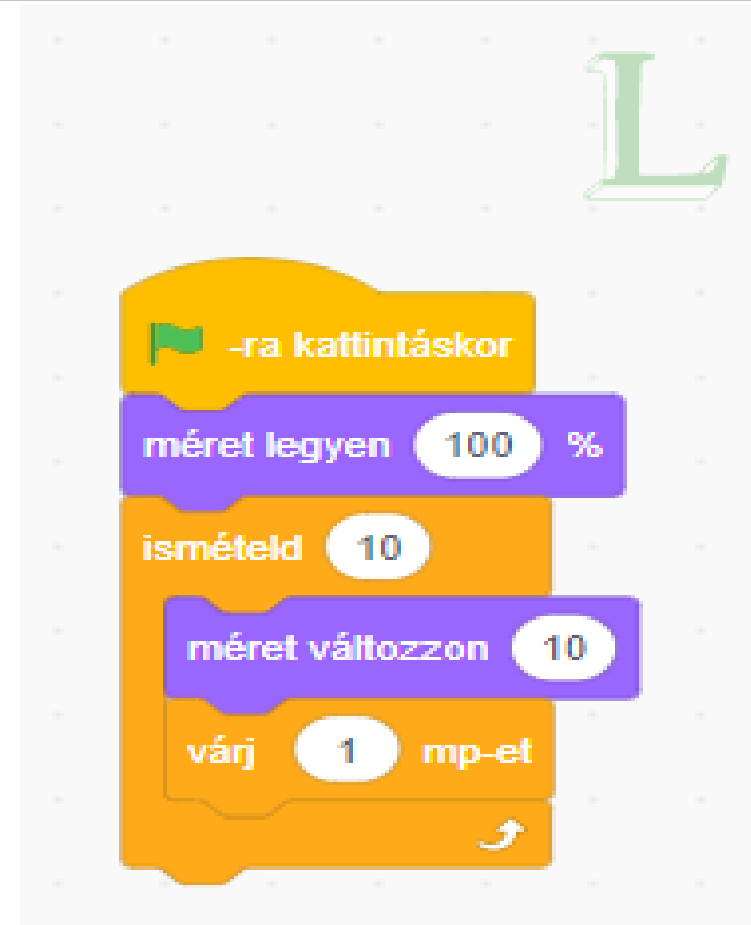 L
-ra kattintáskor
méret legyen 100 %
ismételd 10
méret változzon 10
várj 1 mp-et